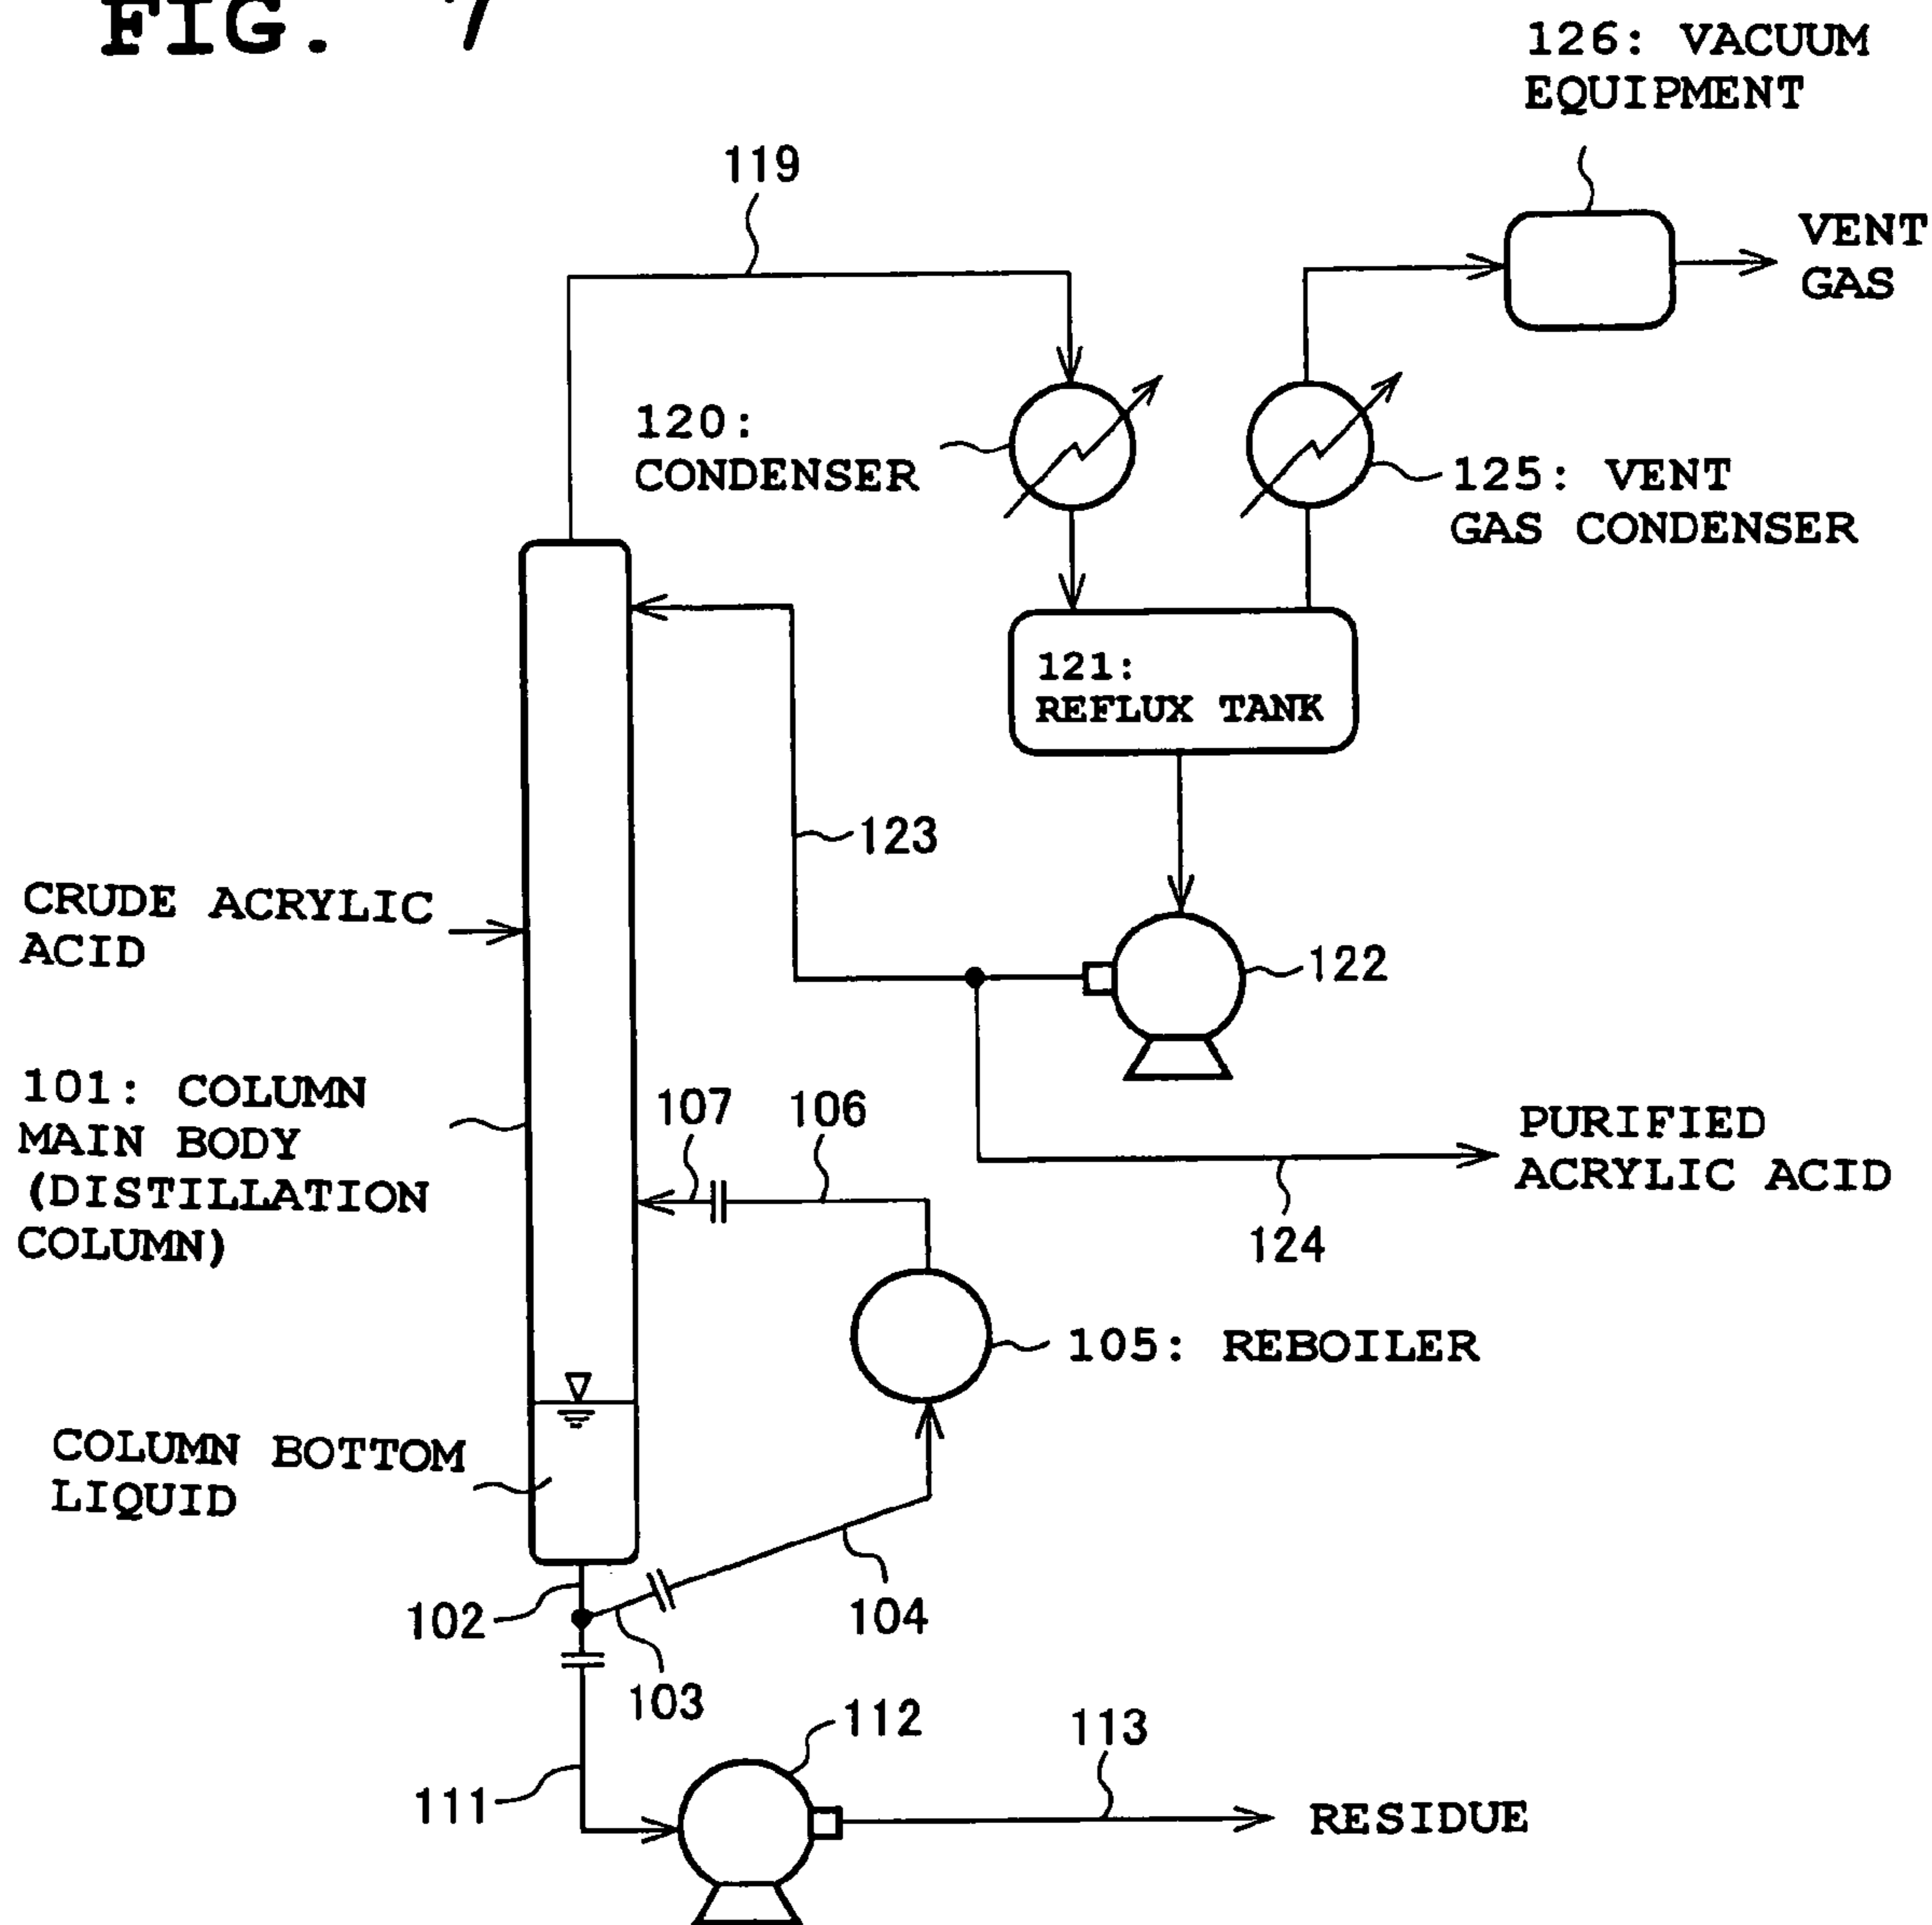 FIG. 7
126: VACUUM
EQUIPMENT
119
VENT
GAS
120:
CONDENSER
125: VENT
GAS CONDENSER
121:
REFLUX TANK
123
CRUDE ACRYLIC
ACID
122
101: COLUMN
MAIN BODY
(DISTILLATION
COLUMN)
107
106
PURIFIED
ACRYLIC ACID
124
105: REBOILER
COLUMN BOTTOM
LIQUID
102
104
103
112
113
111
RESIDUE